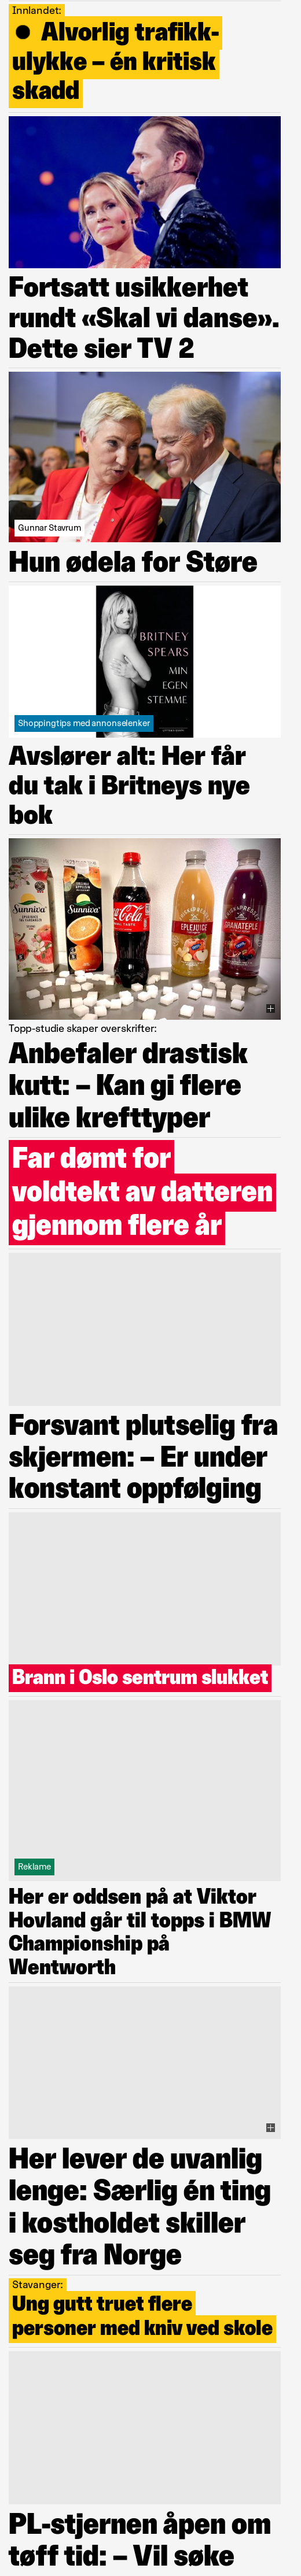 Innlandet:
Alvorlig trafikk-
ulykke – én kritisk
skadd
Fortsatt usikkerhet
rundt «Skal vi danse».
Dette sier TV 2
Gunnar Stavrum
Hun ødela for Støre
BRITNEY
SPEARS
MIN
EGEN
STEMME
Shoppingtips med annonselenker
Avslører alt: Her får
du tak i Britneys nye
bok
Sunniva
Sunniva
Coca-Cola
EPLEJUICE
GRANATEPLE
Topp-studie skaper overskrifter:
Anbefaler drastisk
kutt: – Kan gi flere
ulike krefttyper
Far dømt for
voldtekt av datteren
gjennom flere år
Forsvant plutselig fra
skjermen: – Er under
konstant oppfølging
Brann i Oslo sentrum slukket
Reklame
Her er oddsen på at Viktor
Hovland går til topps i BMW
Championship på
Wentworth
Her lever de uvanlig
lenge: Særlig én ting
i kostholdet skiller
seg fra Norge
Stavanger:
Ung gutt truet flere
personer med kniv ved skole
PL-stjernen åpen om
tøff tid: – Vil søke